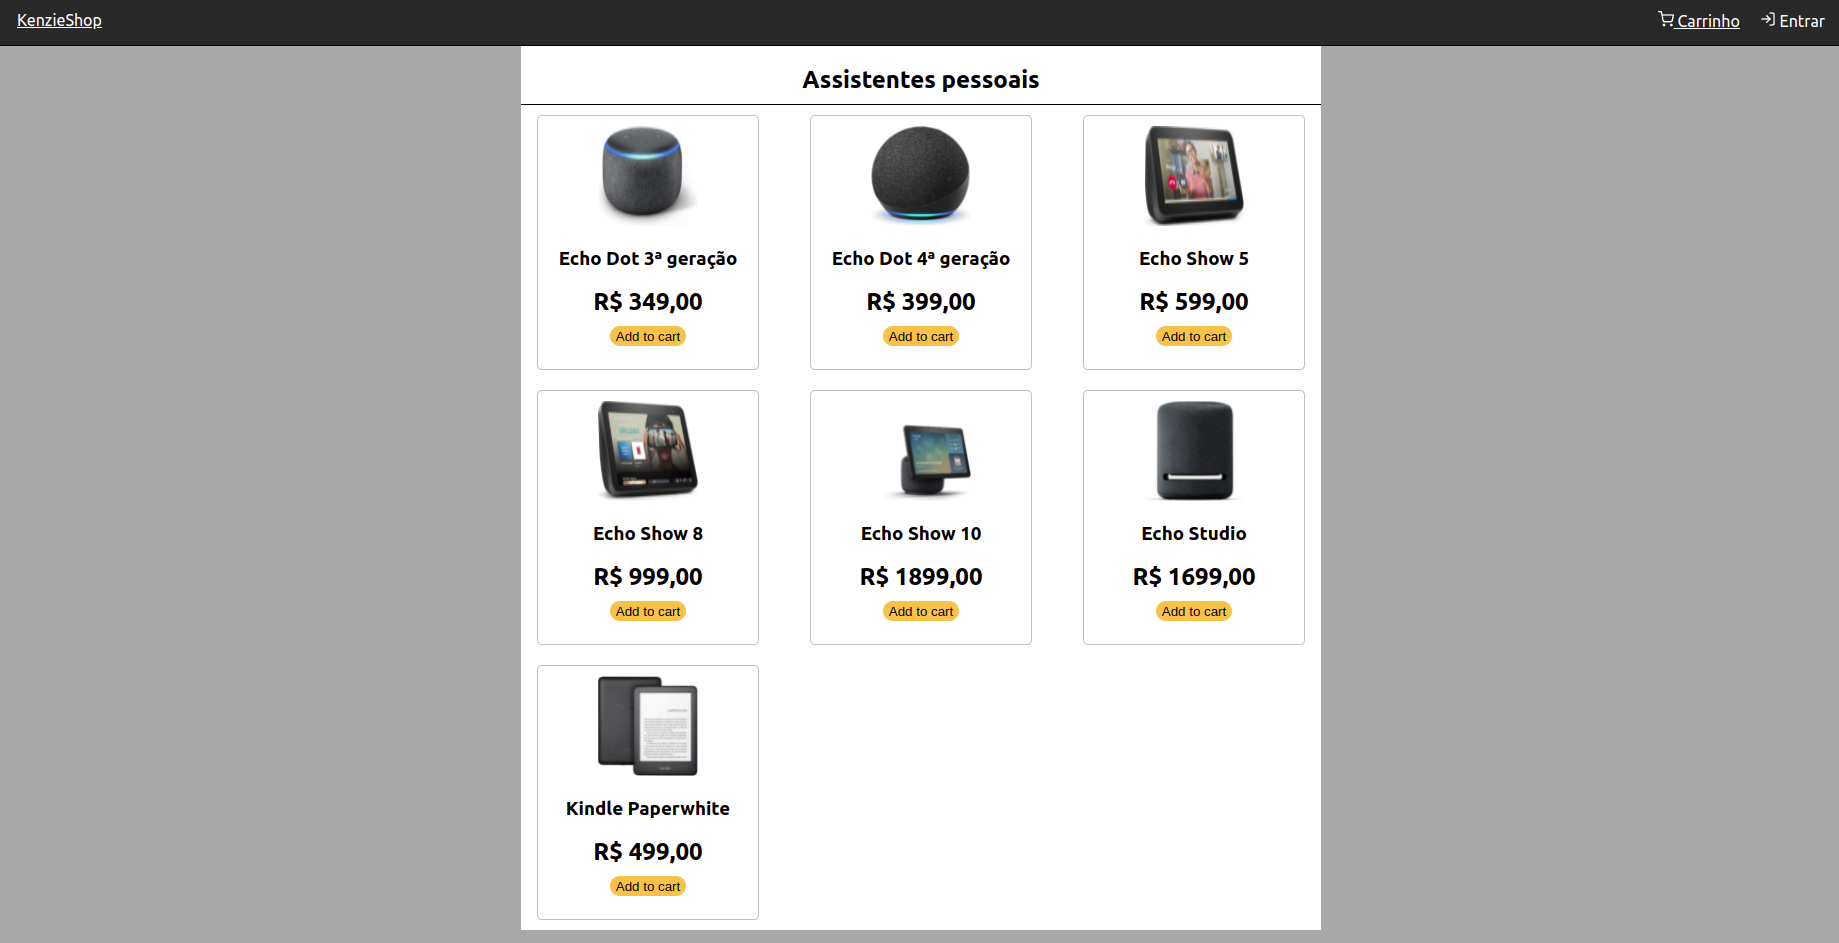 KenzieShop
Carrinho
Entrar
Assistentes pessoais
Echo Dot 3ª geração
R$ 349,00
Add to cart
Echo Dot 4ª geração
R$ 399,00
Add to cart
Echo Show 5
R$ 599,00
Add to cart
Echo Show 8
R$ 999,00
Add to cart
Echo Show 10
R$ 1899,00
Add to cart
Echo Studio
R$ 1699,00
Add to cart
Kindle Paperwhite
R$ 499,00
Add to cart